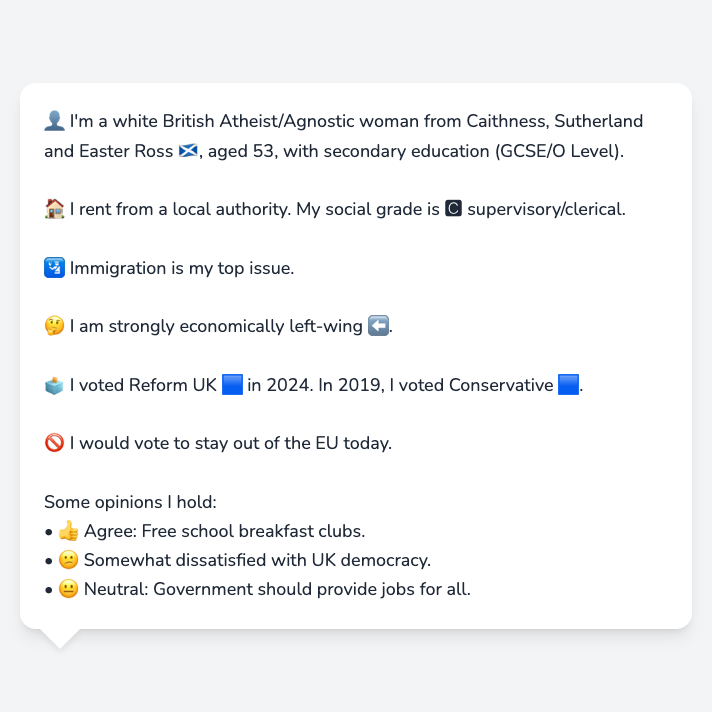 👤 I'm a white British Atheist/Agnostic woman from Caithness, Sutherland
and Easter Ross 🏴󠁧󠁢󠁳󠁣󠁴󠁿, aged 53, with secondary education (GCSE/O Level).
🏠 I rent from a local authority. My social grade is 🅲 supervisory/clerical.
🛂 Immigration is my top issue.
🤔 I am strongly economically left-wing ⬅️.
🗳️ I voted Reform UK 🟦 in 2024. In 2019, I voted Conservative 🟦.
🚫 I would vote to stay out of the EU today.
Some opinions I hold:
• 👍 Agree: Free school breakfast clubs.
• 🙁 Somewhat dissatisfied with UK democracy.
• 😐 Neutral: Government should provide jobs for all.